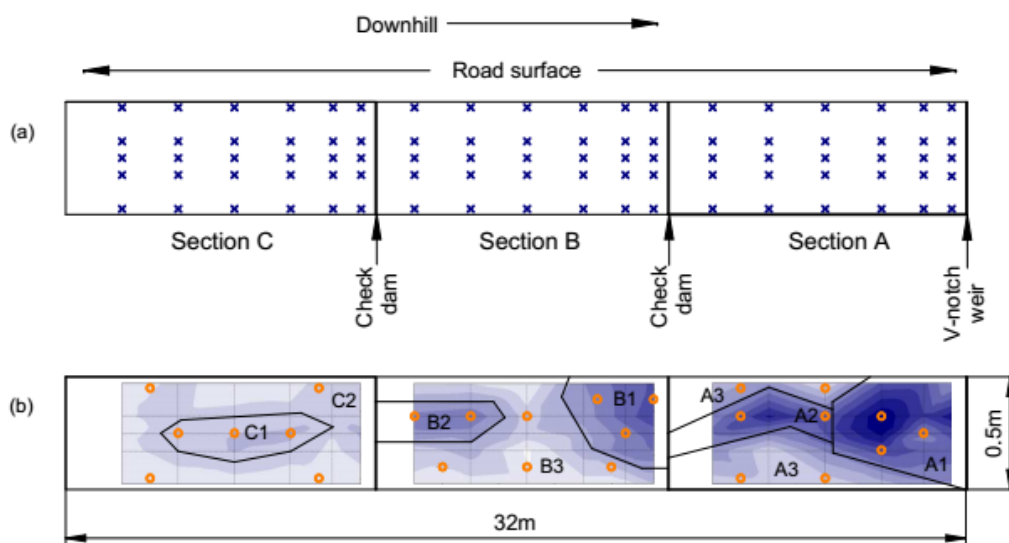 Downhill
Road surface
(a)
Section C
Section B
Section A
Check
dam
Check
dam
V-notch
weir
(b)
C2
C1
B2
B1
B3
A3
A2
A3
A1
0.5m
32m